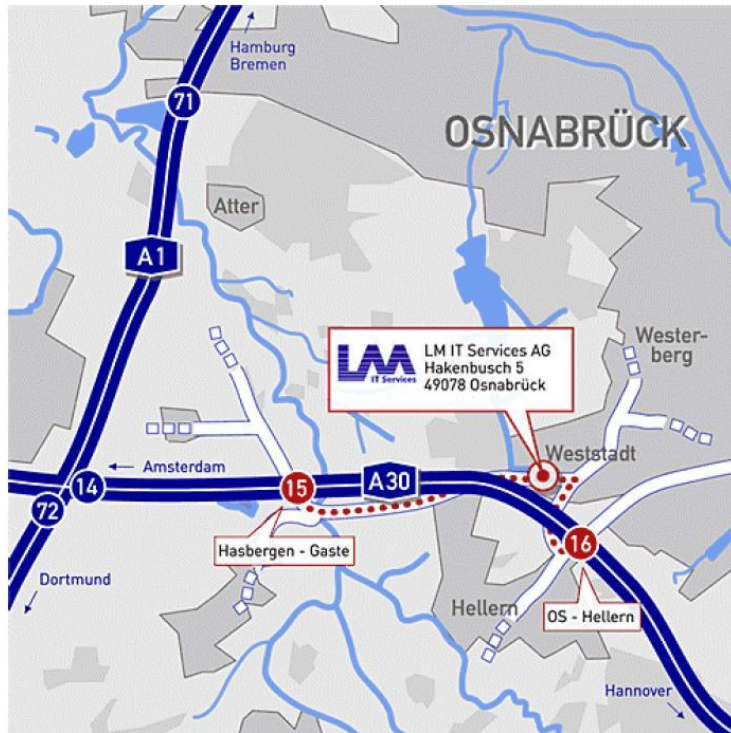 Hamburg
Bremen
71
OSNABRÜCK
Atter
A1
LM IT Services
LM IT Services AG
Hakenbusch 5
49078 Osnabrück
Wester-
berg
Weststadt
Amsterdam
14
15
A30
72
16
Hasbergen - Gaste
Dortmund
Hellern
OS - Hellern
Hannover